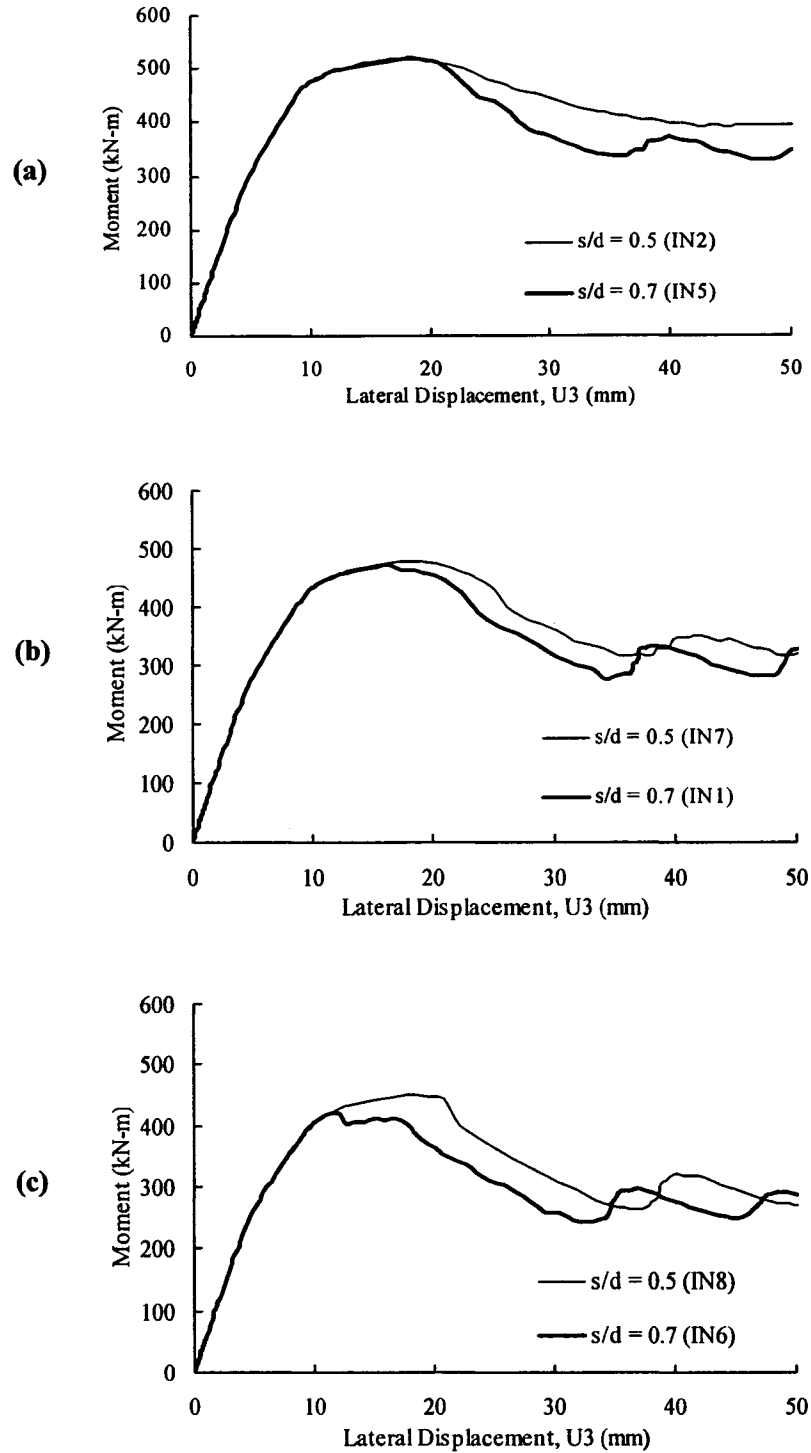 (a)
Moment (kN-m)
600
500
400
300
200
100
0
0 10 20 30 40 50
Lateral Displacement, U3 (mm)
s/d = 0.5 (IN2)
s/d = 0.7 (IN5)
(b)
Moment (kN-m)
600
500
400
300
200
100
0
0 10 20 30 40 50
Lateral Displacement, U3 (mm)
s/d = 0.5 (IN7)
s/d = 0.7 (IN1)
(c)
Moment (kN-m)
600
500
400
300
200
100
0
0 10 20 30 40 50
Lateral Displacement, U3 (mm)
s/d = 0.5 (IN8)
s/d = 0.7 (IN6)